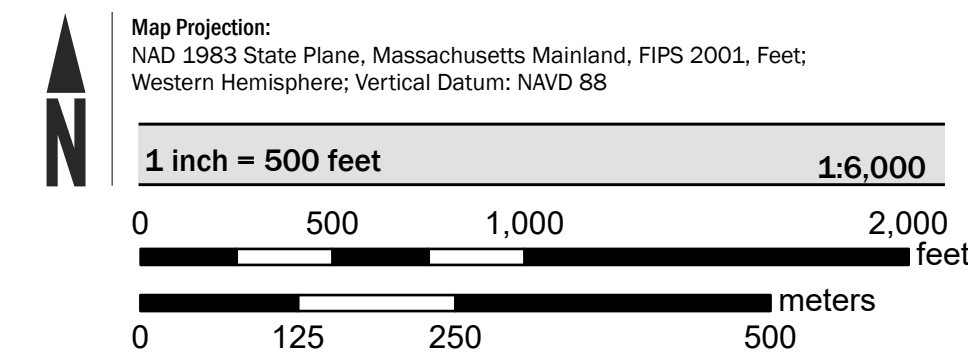 Map Projection:
NAD 1983 State Plane, Massachusetts Mainland, FIPS 2001, Feet;
Western Hemisphere; Vertical Datum: NAVD 88
N
1 inch = 500 feet 1:6,000
0 500 1,000 2,000
feet
meters
0 125 250 500